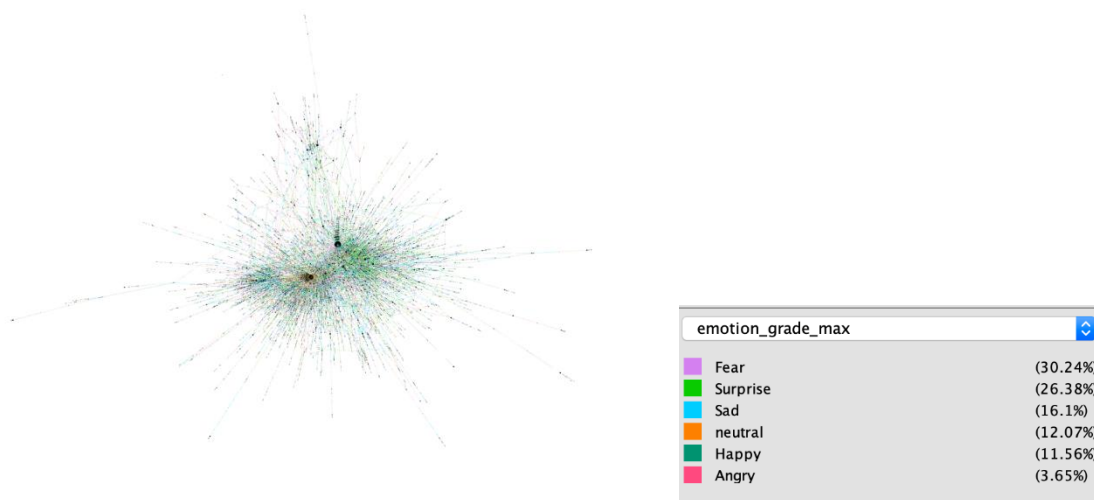 emotion_grade_max
Fear (30.24%)
Surprise (26.38%)
Sad (16.1%)
neutral (12.07%)
Happy (11.56%)
Angry (3.65%)